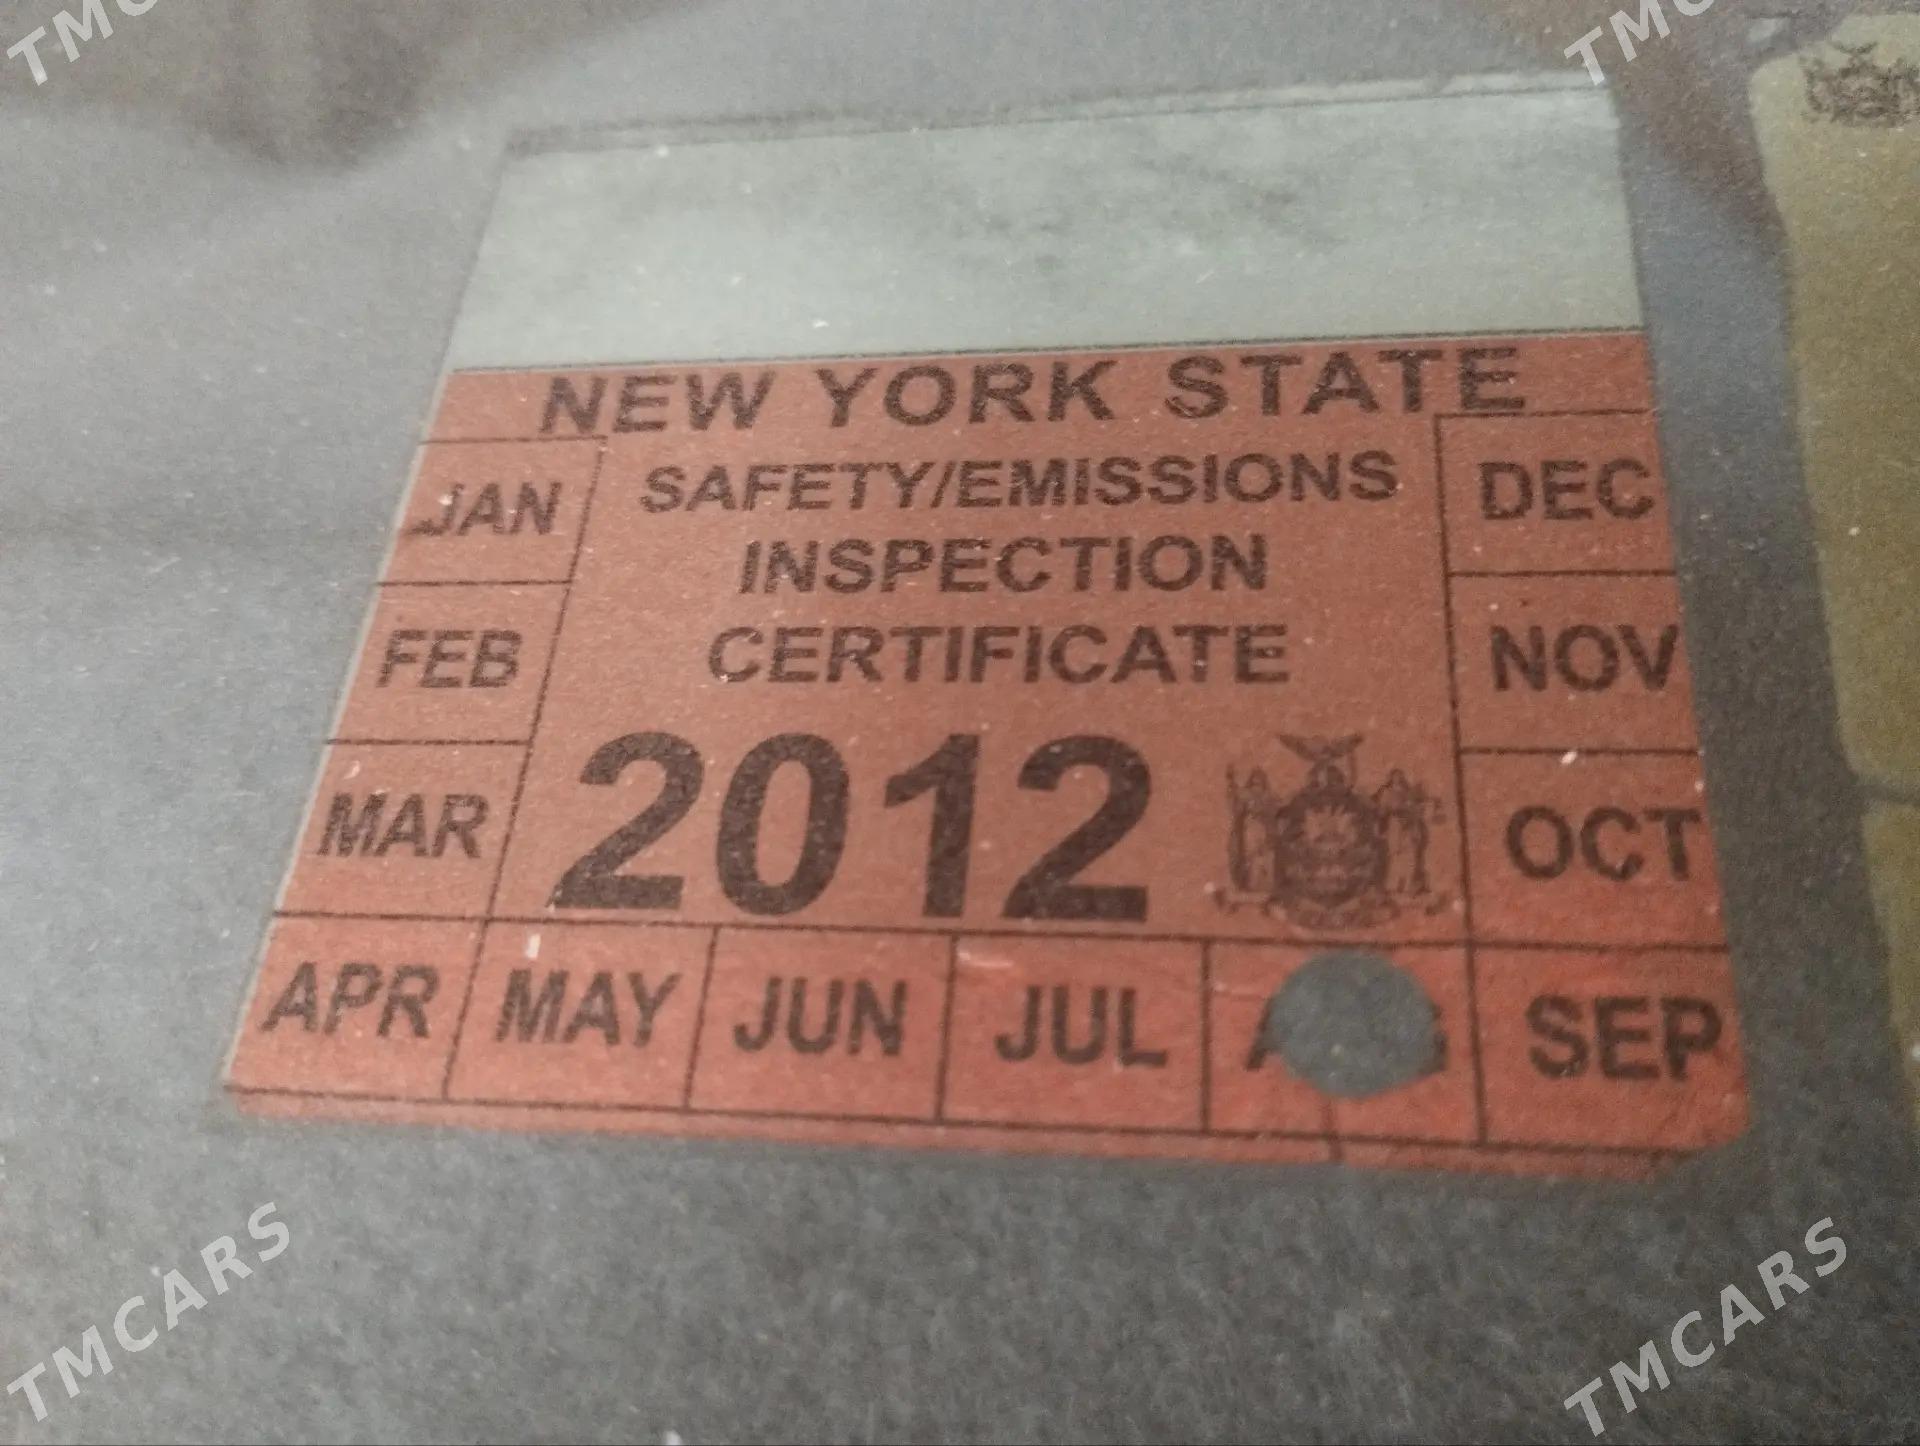 NEW YORK STATE
SAFETY/EMISSIONS
INSPECTION
CERTIFICATE
2012
JAN
FEB
MAR
APR
MAY
JUN
JUL
SEP
OCT
NOV
DEC
TMCARS
TMCARS